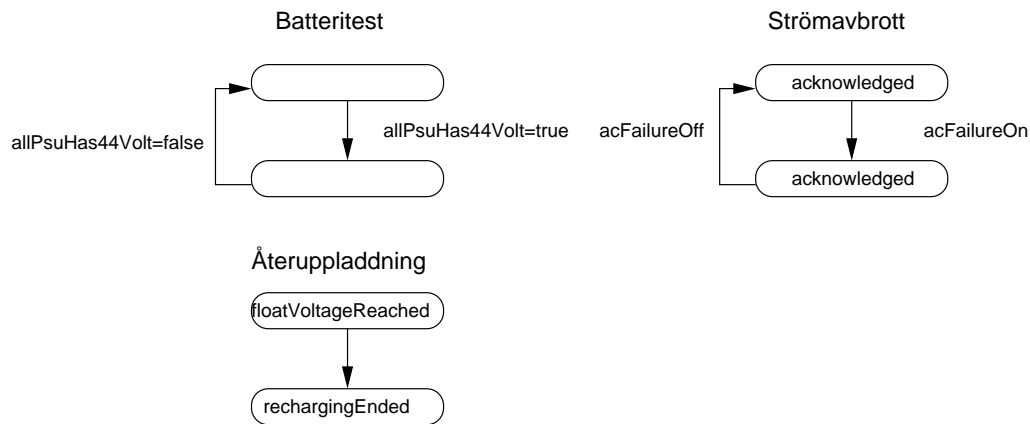 Batteritest
Strömavbrott
acknowledged
allPsuHas44Volt=false
allPsuHas44Volt=true
acFailureOff
acFailureOn
acknowledged
Återuppladdning
floatVoltageReached
rechargingEnded